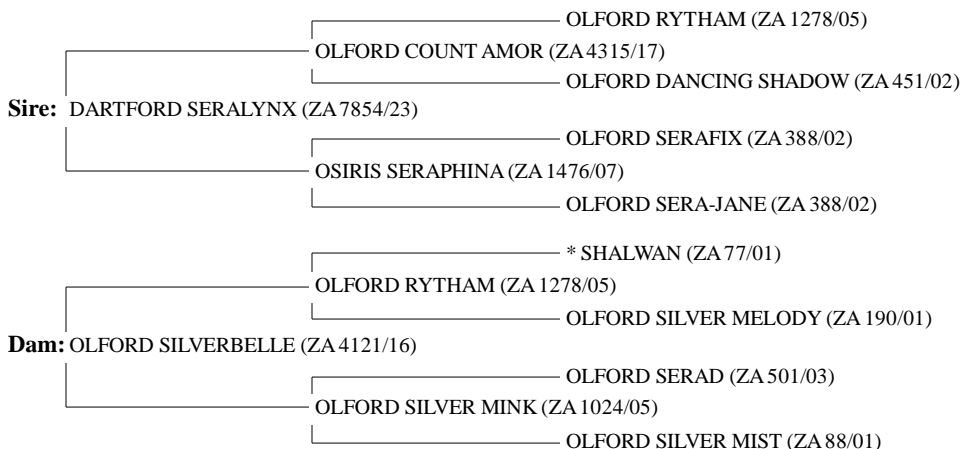 OLFORD RYTHAM (ZA 1278/05)
OLFORD COUNT AMOR (ZA 4315/17)
OLFORD DANCING SHADOW (ZA 451/02)
Sire: DARTFORD SERALYNX (ZA 7854/23)
OLFORD SERAFIX (ZA 388/02)
OSIRIS SERAPHINA (ZA 1476/07)
OLFORD SERA-JANE (ZA 388/02)
* SHALWAN (ZA 77/01)
OLFORD RYTHAM (ZA 1278/05)
OLFORD SILVER MELODY (ZA 190/01)
Dam: OLFORD SILVERBELLE (ZA 4121/16)
OLFORD SERAD (ZA 501/03)
OLFORD SILVER MINK (ZA 1024/05)
OLFORD SILVER MIST (ZA 88/01)